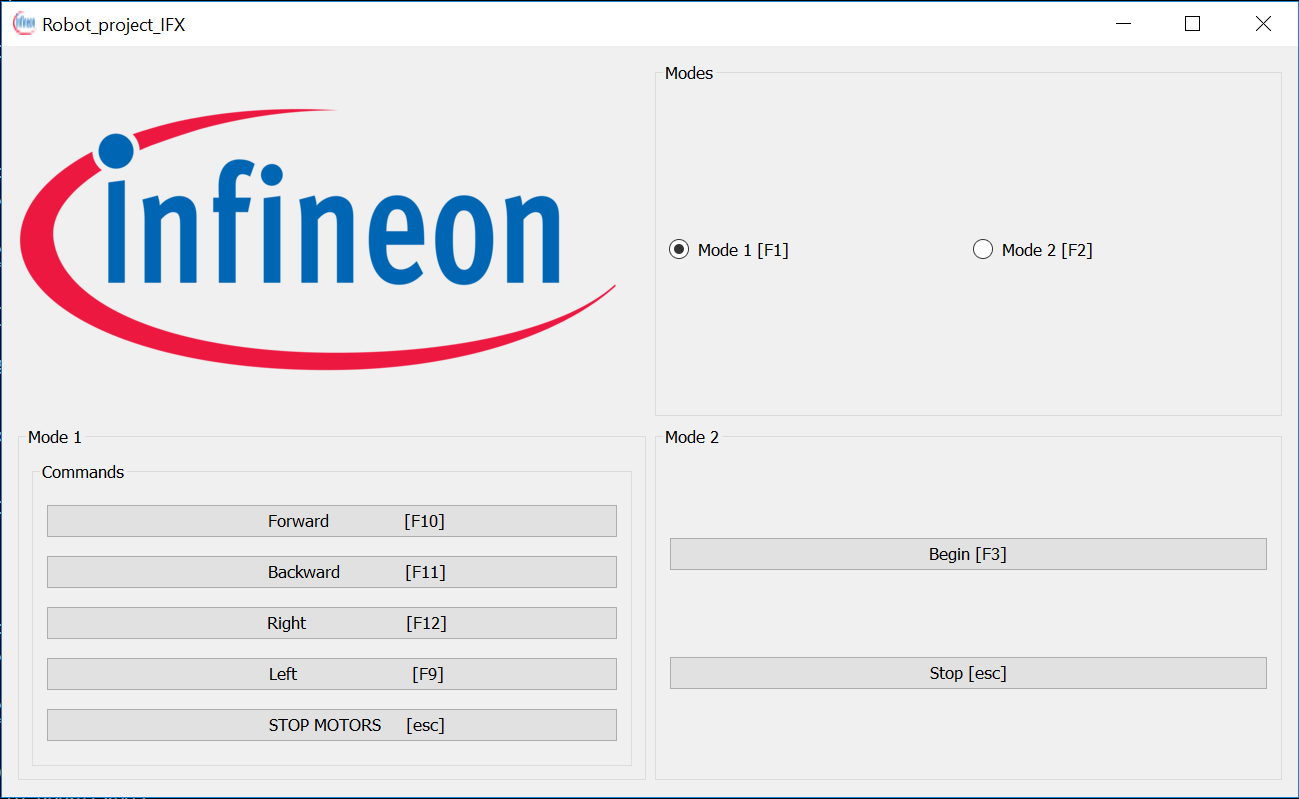 Robot_project_IFX
infineon
Modes
Mode 1 [F1]
Mode 2 [F2]
Mode 1
Commands
Forward [F10]
Backward [F11]
Right [F12]
Left [F9]
STOP MOTORS [esc]
Mode 2
Begin [F3]
Stop [esc]